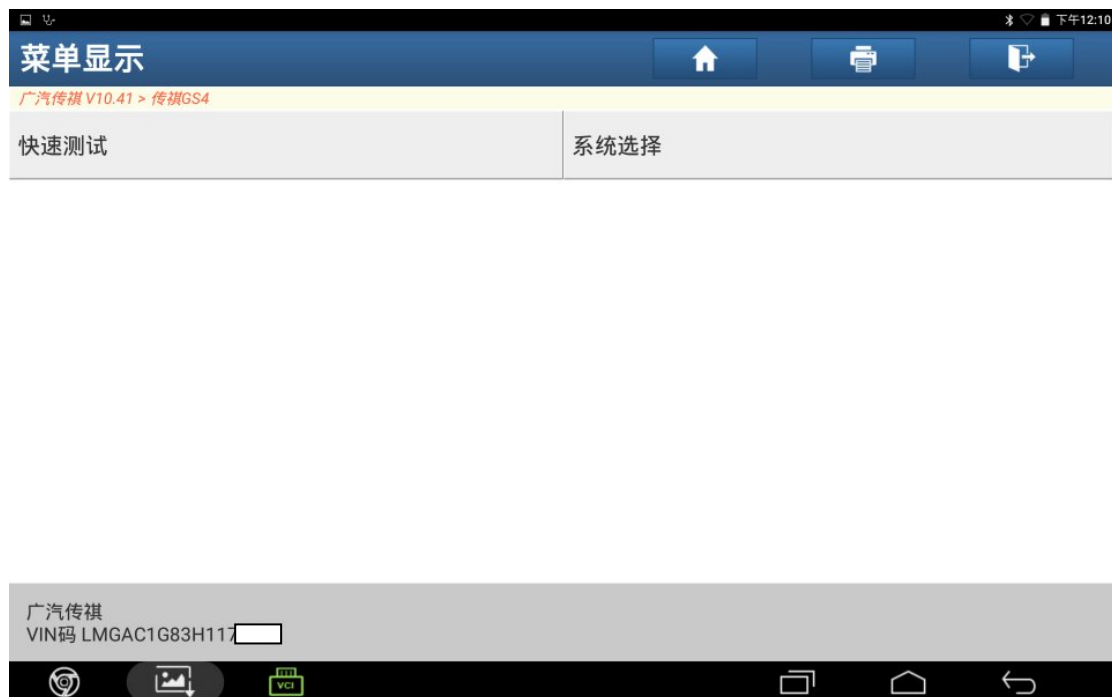 下午12:10
菜单显示
广汽传祺 V10.41 > 传祺GS4
快速测试
系统选择
广汽传祺
VIN码 LMGAC1G83H117
VCI